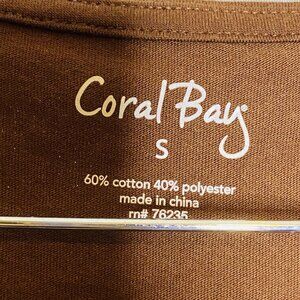 Coral Bay
S
60% cotton 40% polyester
made in china
rn# 76235